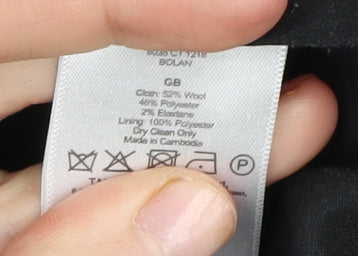 BOLAN
GB
Cloth: 52% Wool
46% Polyester
2% Elastane
Lining: 100% Polyester
Dry Clean Only
Made in Cambodia
P